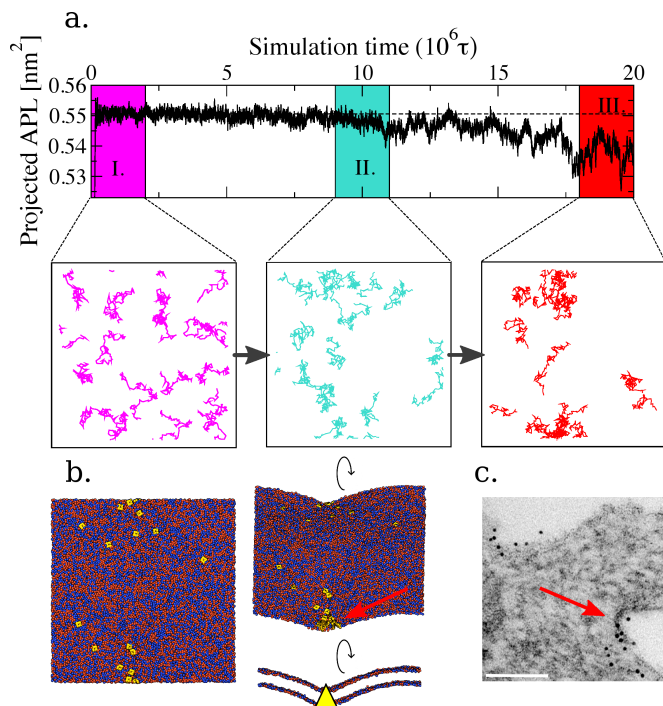 a.
Simulation time (10⁶τ)
0 5 10 15 20
Projected APL [nm²]
0.56
0.55
0.54
0.53
I.
II.
III.
b.
c.